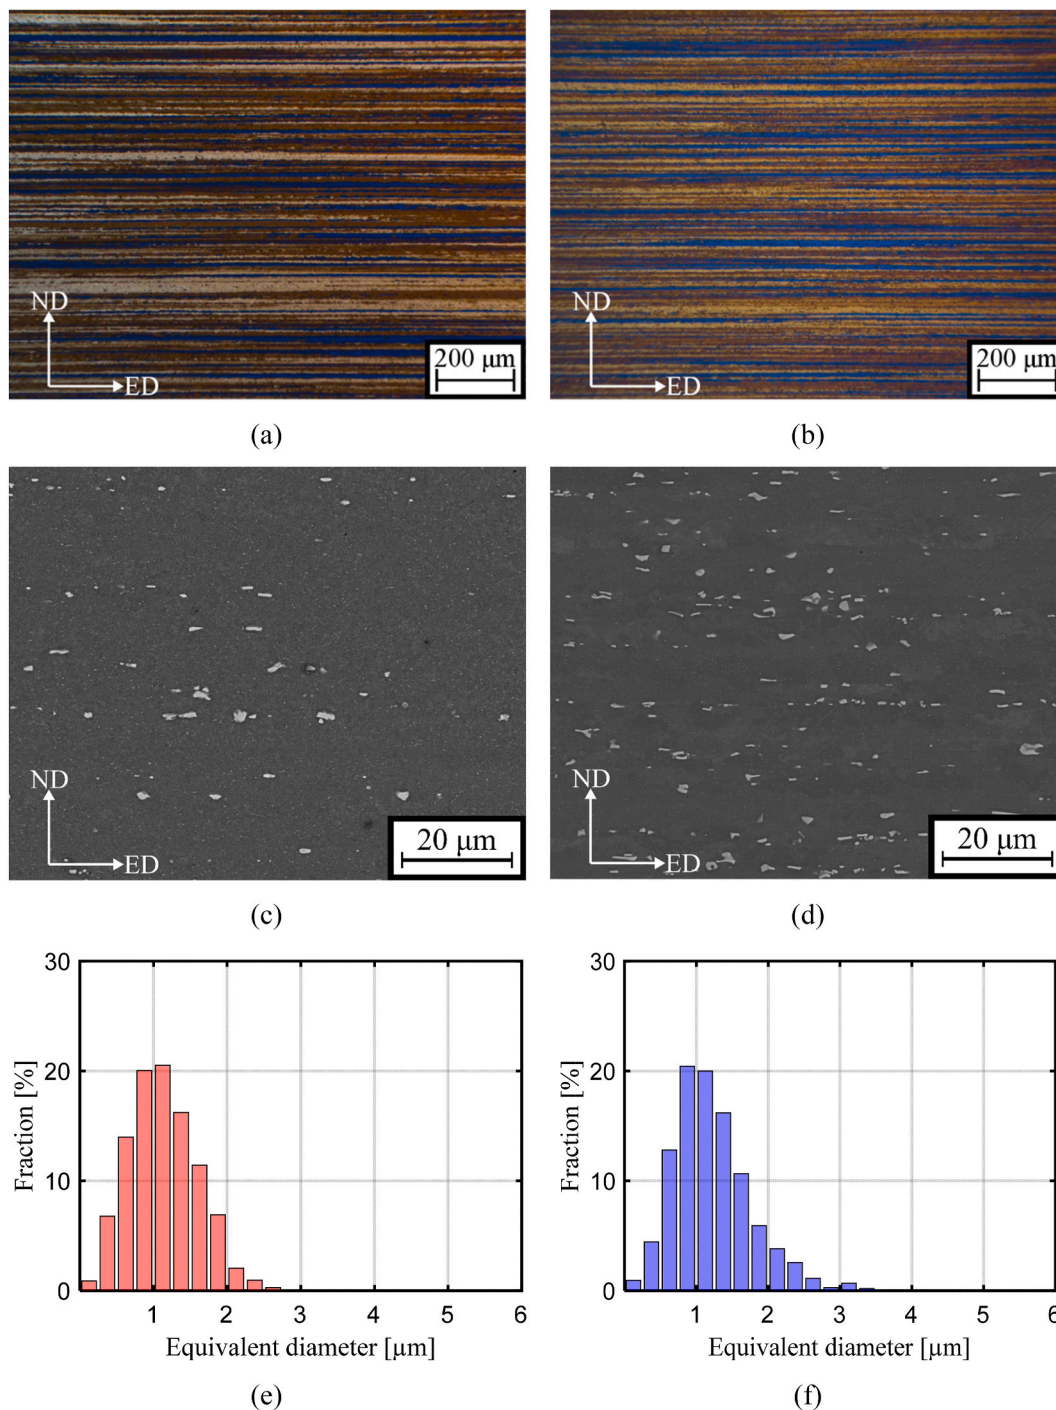 ND
ED
200 µm
ND
ED
200 µm
(a)
(b)
ND
ED
20 µm
ND
ED
20 µm
(c)
(d)
30
20
10
0
Fraction [%]
1 2 3 4 5 6
Equivalent diameter [µm]
30
20
10
0
Fraction [%]
1 2 3 4 5 6
Equivalent diameter [µm]
(e)
(f)